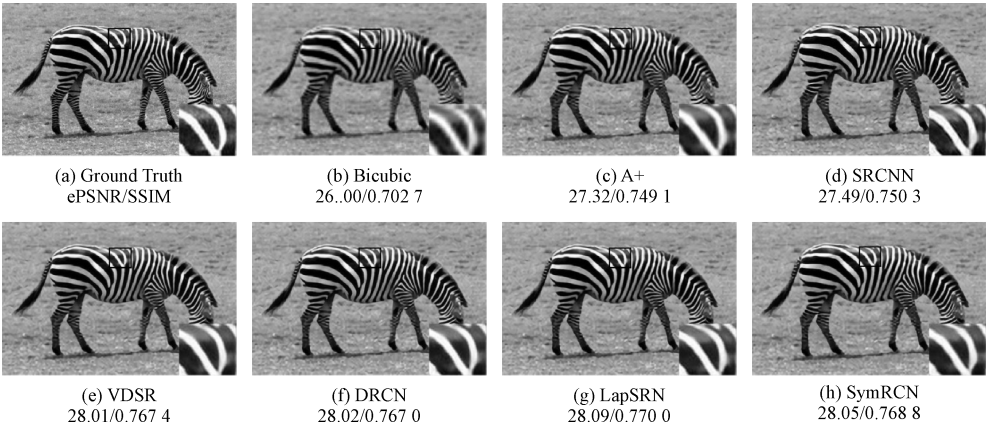 (a) Ground Truth
ePSNR/SSIM
(b) Bicubic
26..00/0.702 7
(c) A+
27.32/0.749 1
(d) SRCNN
27.49/0.750 3
(e) VDSR
28.01/0.767 4
(f) DRCN
28.02/0.767 0
(g) LapSRN
28.09/0.770 0
(h) SymRCN
28.05/0.768 8